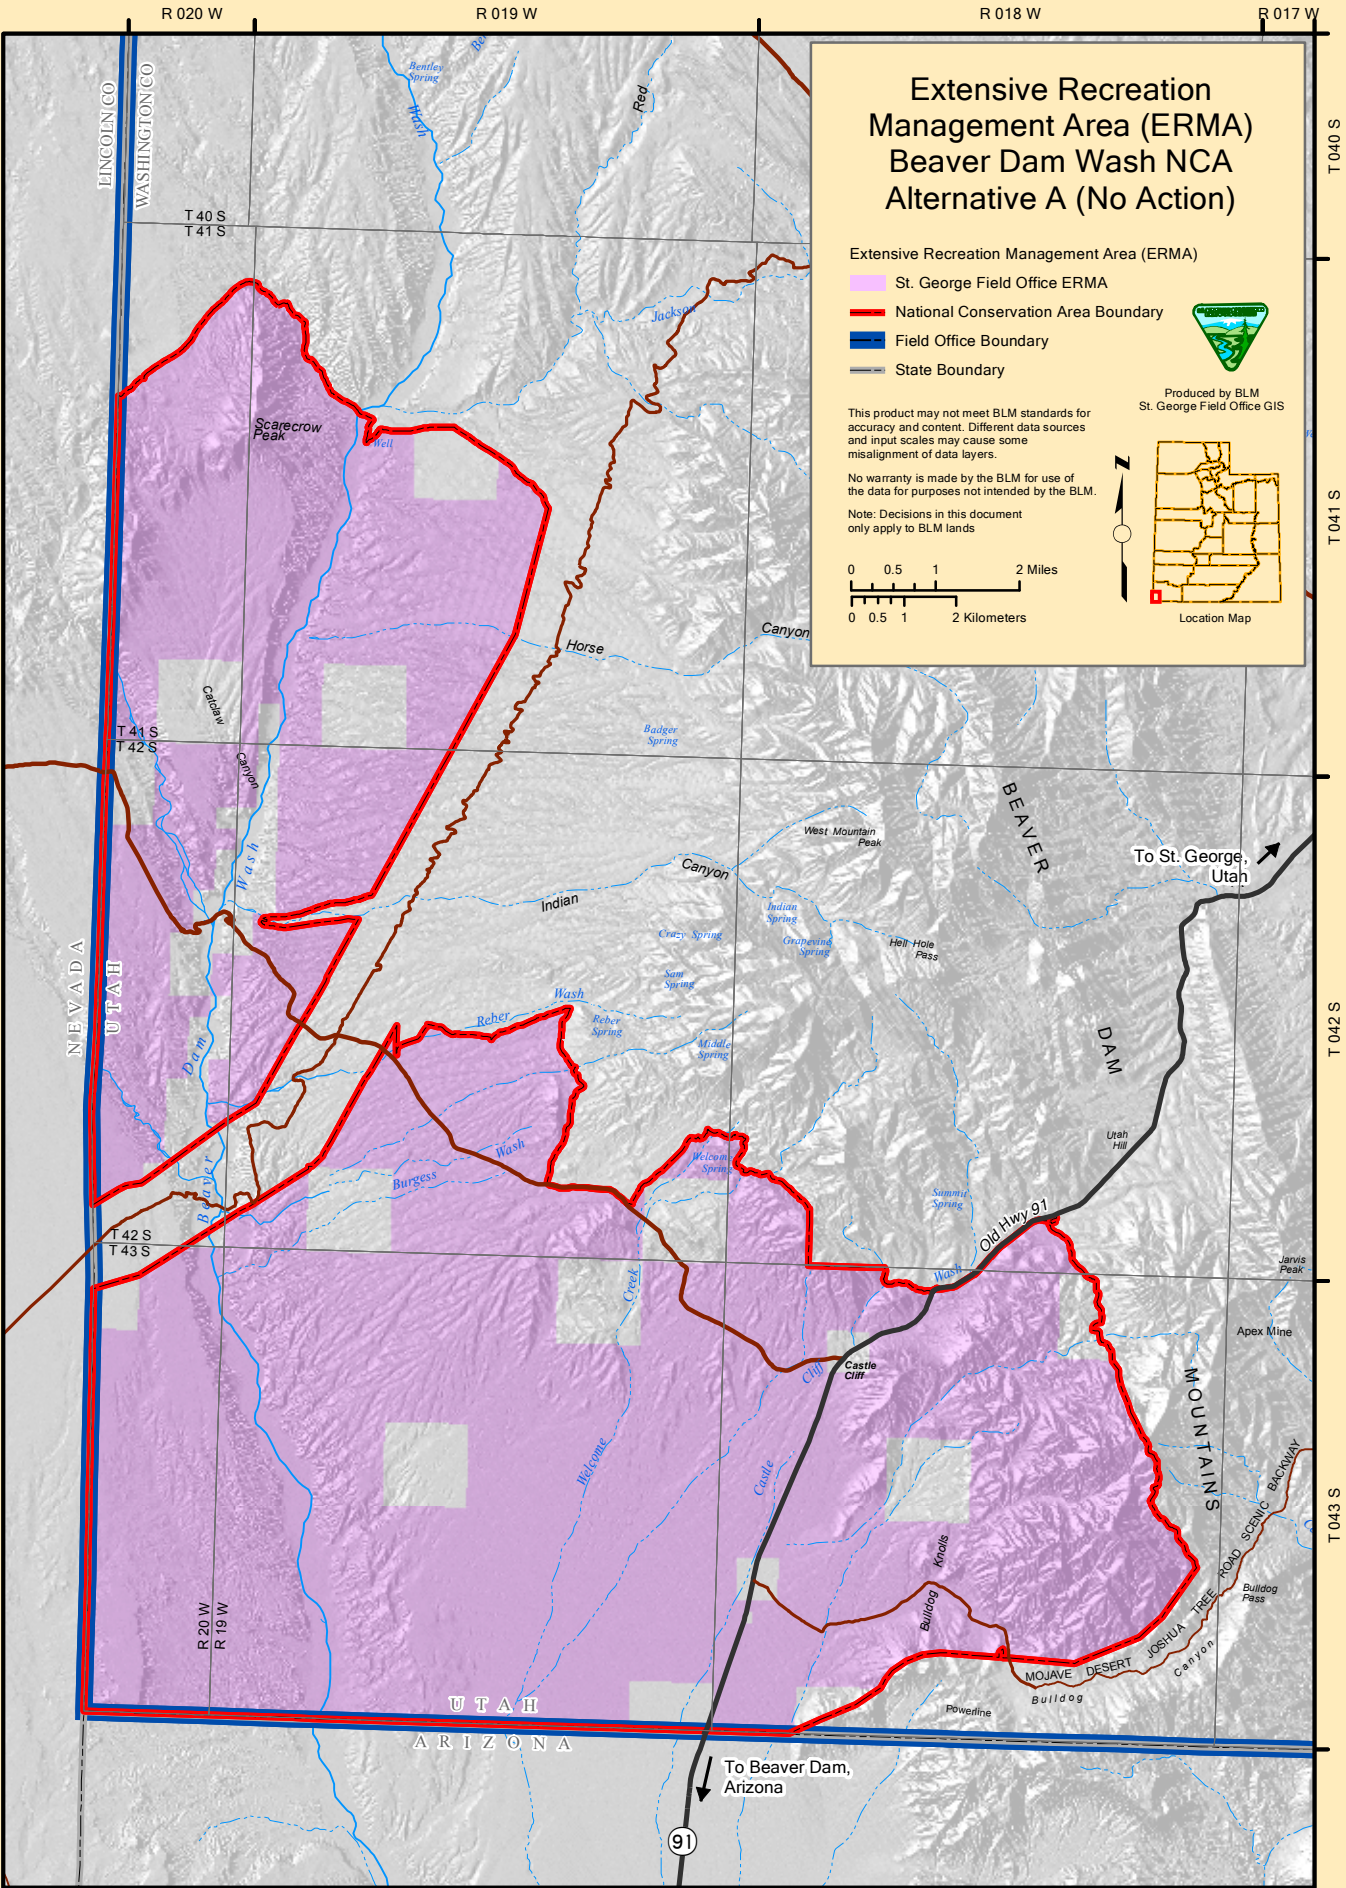 R 020 W
R 019 W
R 018 W
R 017 W
Extensive Recreation
Management Area (ERMA)
Beaver Dam Wash NCA
Alternative A (No Action)
Extensive Recreation Management Area (ERMA)
St. George Field Office ERMA
National Conservation Area Boundary
Field Office Boundary
State Boundary
Produced by BLM
St. George Field Office GIS
This product may not meet BLM standards for
accuracy and content. Different data sources
and input scales may cause some
misalignment of data layers.
No warranty is made by the BLM for use of
the data for purposes not intended by the BLM.
Note: Decisions in this document
only apply to BLM lands
N
0 0.5 1 2 Miles
0 0.5 1 2 Kilometers
Location Map
T 040 S
T 041 S
T 042 S
T 043 S
LINCOLN CO
WASHINGTON CO
Bentley
Spring
Wash
Red
T 40 S
T 41 S
Jackson
Scarecrow
Peak
Well
Horse
Canyon
Catclaw
Canyon
T 41 S
T 42 S
Badger
Spring
BEAVER
West Mountain
Peak
To St. George,
Utah
Wash
Canyon
Indian
Indian
Spring
Crazy Spring
Grapevine
Spring
Hell Hole
Pass
Sam
Spring
NEVADA
UTAH
Wash
Reber
Reber
Spring
Middle
Spring
DAM
Dam
Utah
Hill
Wash
Burgess
Welcome
Spring
Beaver
Summit
Spring
Old Hwy 91
T 42 S
T 43 S
Wash
Jarvis
Peak
Creek
Apex Mine
Castle
Cliff
Cliff
MOUNTAINS
Welcome
Castle
Knolls
Bulldog
R 20 W
R 19 W
MOJAVE DESERT JOSHUA TREE ROAD SCENIC BACKWAY
Bulldog
Pass
Bulldog
Canyon
Powerline
UTAH
ARIZONA
To Beaver Dam,
Arizona
91